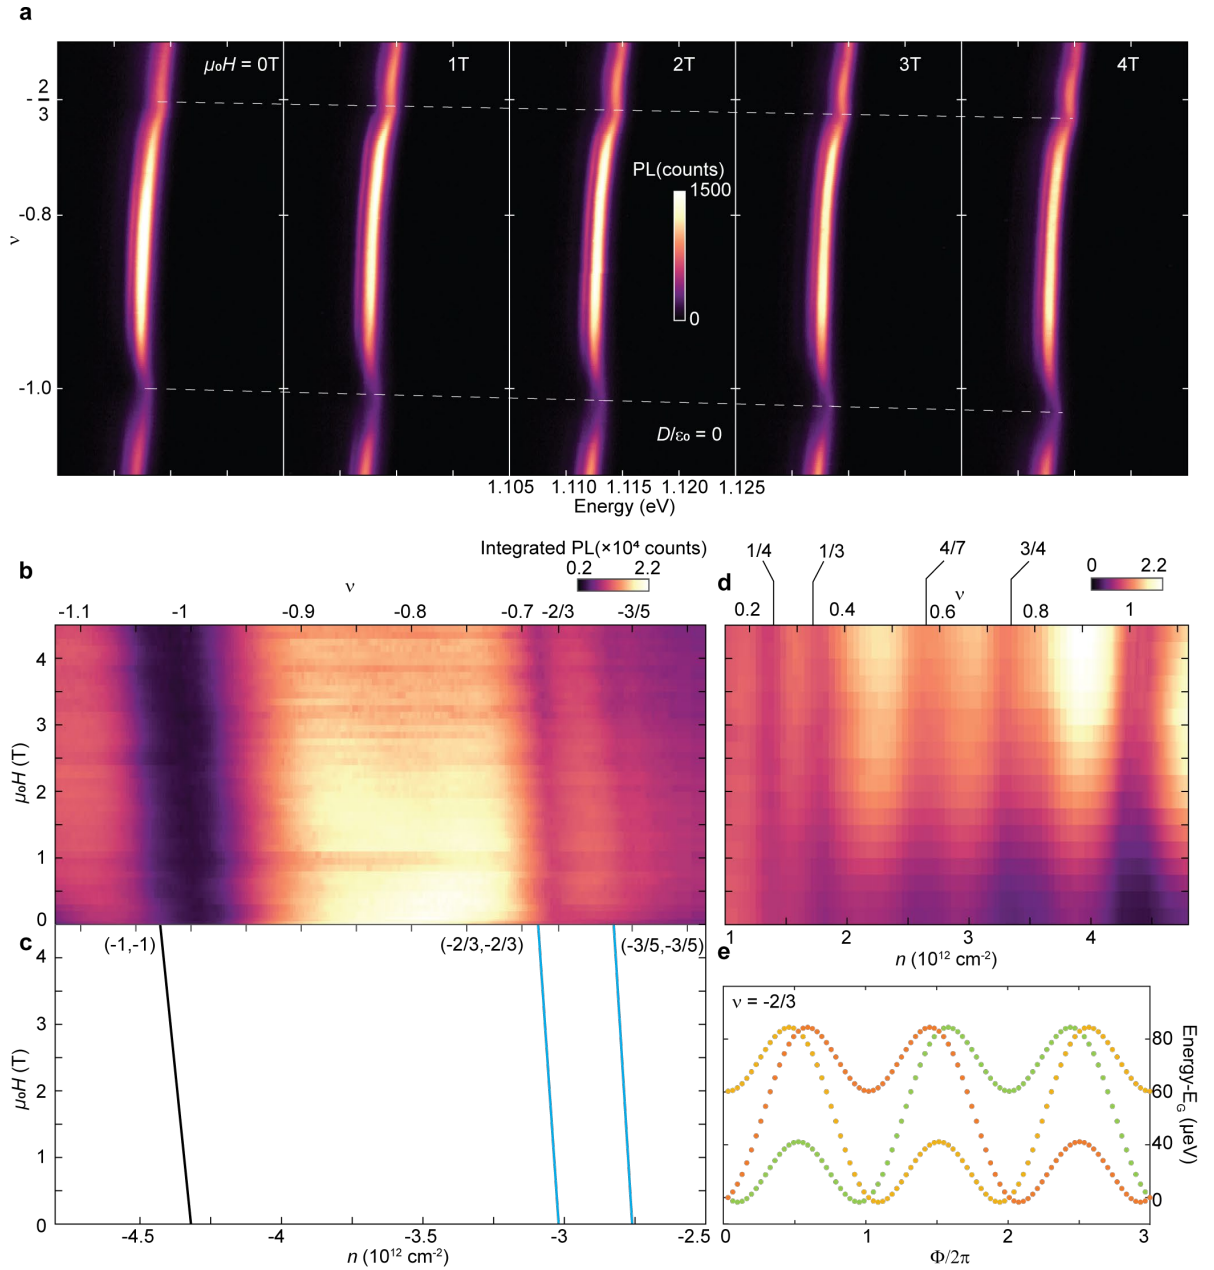 a
μ₀H = 0T
1T
2T
3T
4T
- 2/3
-0.8
-1.0
ν
PL(counts)
1500
0
D/ε₀ = 0
1.105 1.110 1.115 1.120 1.125
Energy (eV)
b
Integrated PL(×10⁴ counts)
0.2 2.2
ν
-1.1 -1 -0.9 -0.8 -0.7 -2/3 -3/5
4
3
2
1
0
μ₀H (T)
d
1/4 1/3 4/7 3/4
0 2.2
ν
0.2 0.4 0.6 0.8 1
1 2 3 4
n (10¹² cm⁻²)
c
(-1,-1) (-2/3,-2/3) (-3/5,-3/5)
4
3
2
1
0
μ₀H (T)
-4.5 -4 -3.5 -3 -2.5
n (10¹² cm⁻²)
e
ν = -2/3
80
60
40
0
Energy-E_G (μeV)
0 1 2 3
Φ/2π